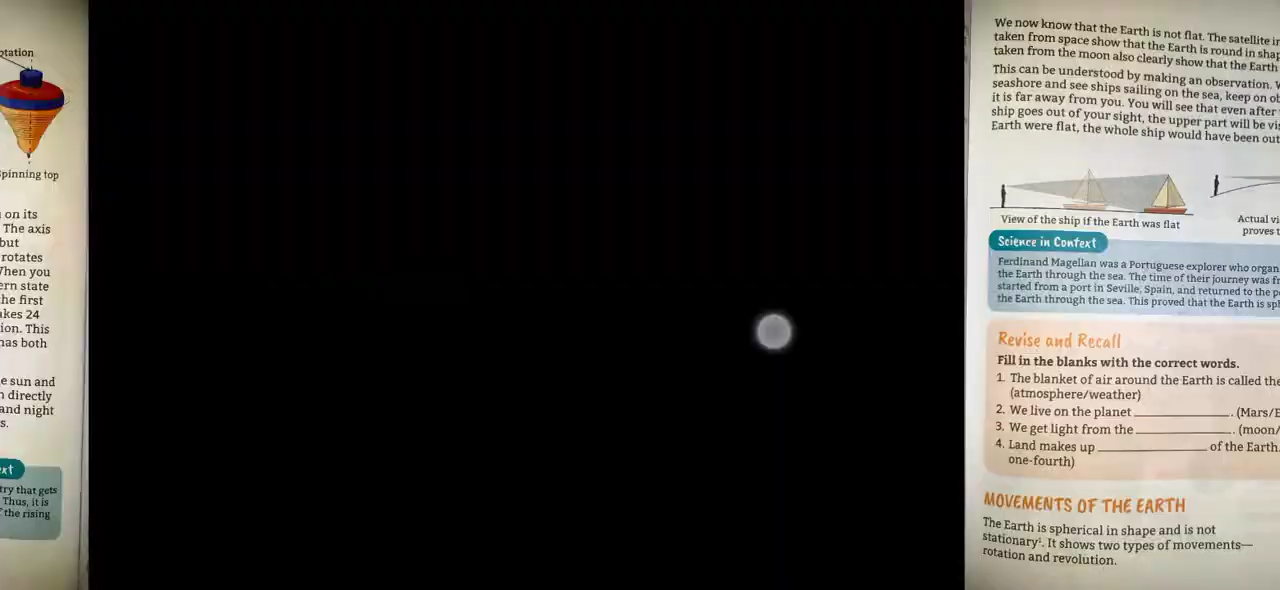 Spinning top
on its
The axis
but
rotates
When you
ern state
he first
akes 24
ion. This
has both
e sun and
directly
and night
s.
ext
try that gets
Thus, it is
the rising
We now know that the Earth is not flat. The satellite
taken from space show that the Earth is round in shap
taken from the moon also clearly show that the Earth
This can be understood by making an observation.
seashore and see ships sailing on the sea, keep on ob
it is far away from you. You will see that even after
ship goes out of your sight, the upper part will be vis
Earth were flat, the whole ship would have been out
View of the ship if the Earth was flat
Actual vi
proves t
Science in Context
Ferdinand Magellan was a Portuguese explorer who organ
the Earth through the sea. The time of their journey was fr
started from a port in Seville, Spain, and returned to the p
the Earth through the sea. This proved that the Earth is sp
Revise and Recall
Fill in the blanks with the correct words.
1. The blanket of air around the Earth is called the
(atmosphere/weather)
2. We live on the planet ____________. (Mars/E
3. We get light from the ____________. (moon/
4. Land makes up ____________ of the Earth.
one-fourth)
MOVEMENTS OF THE EARTH
The Earth is spherical in shape and is not
stationary¹. It shows two types of movements—
rotation and revolution.